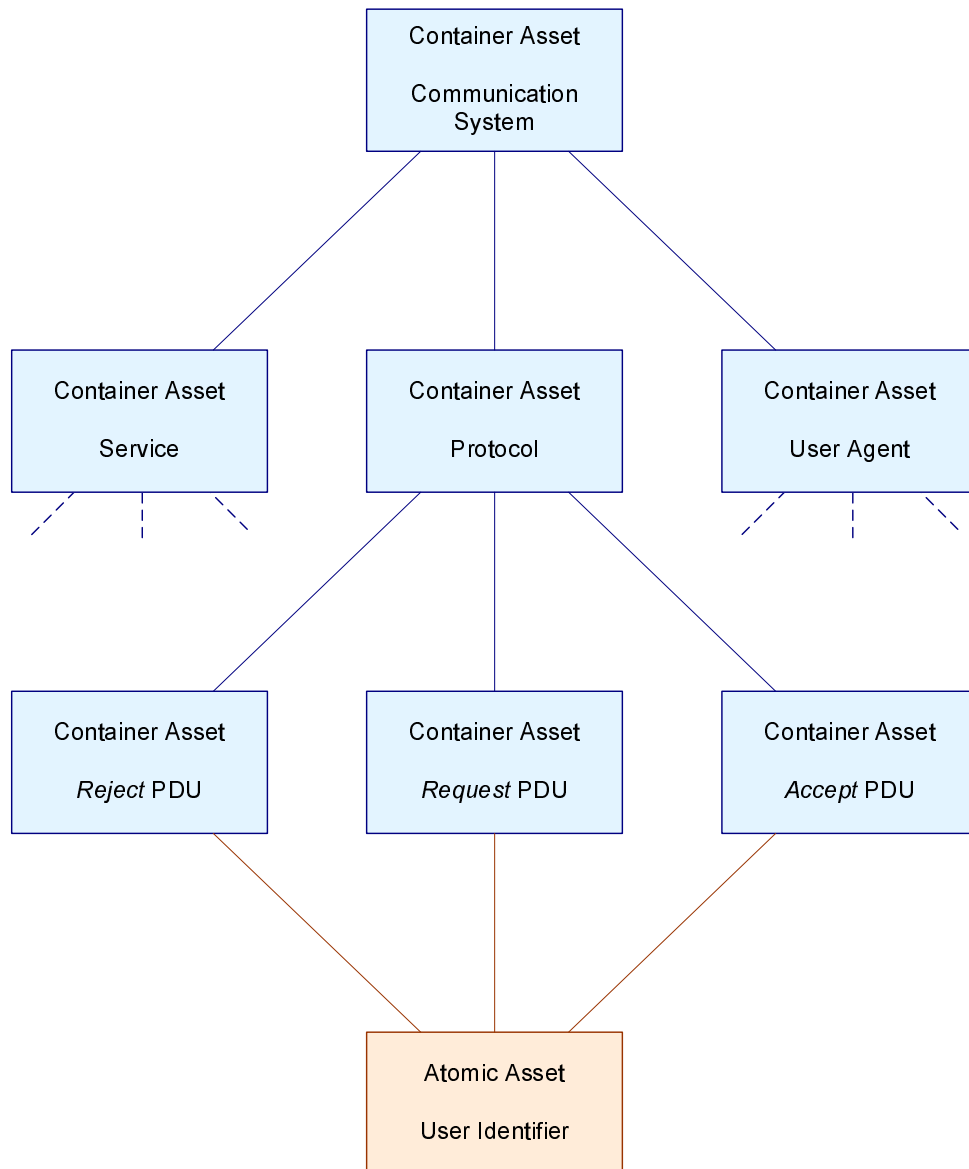 Container Asset
Communication
System
Container Asset
Service
Container Asset
Protocol
Container Asset
User Agent
Container Asset
Reject PDU
Container Asset
Request PDU
Container Asset
Accept PDU
Atomic Asset
User Identifier